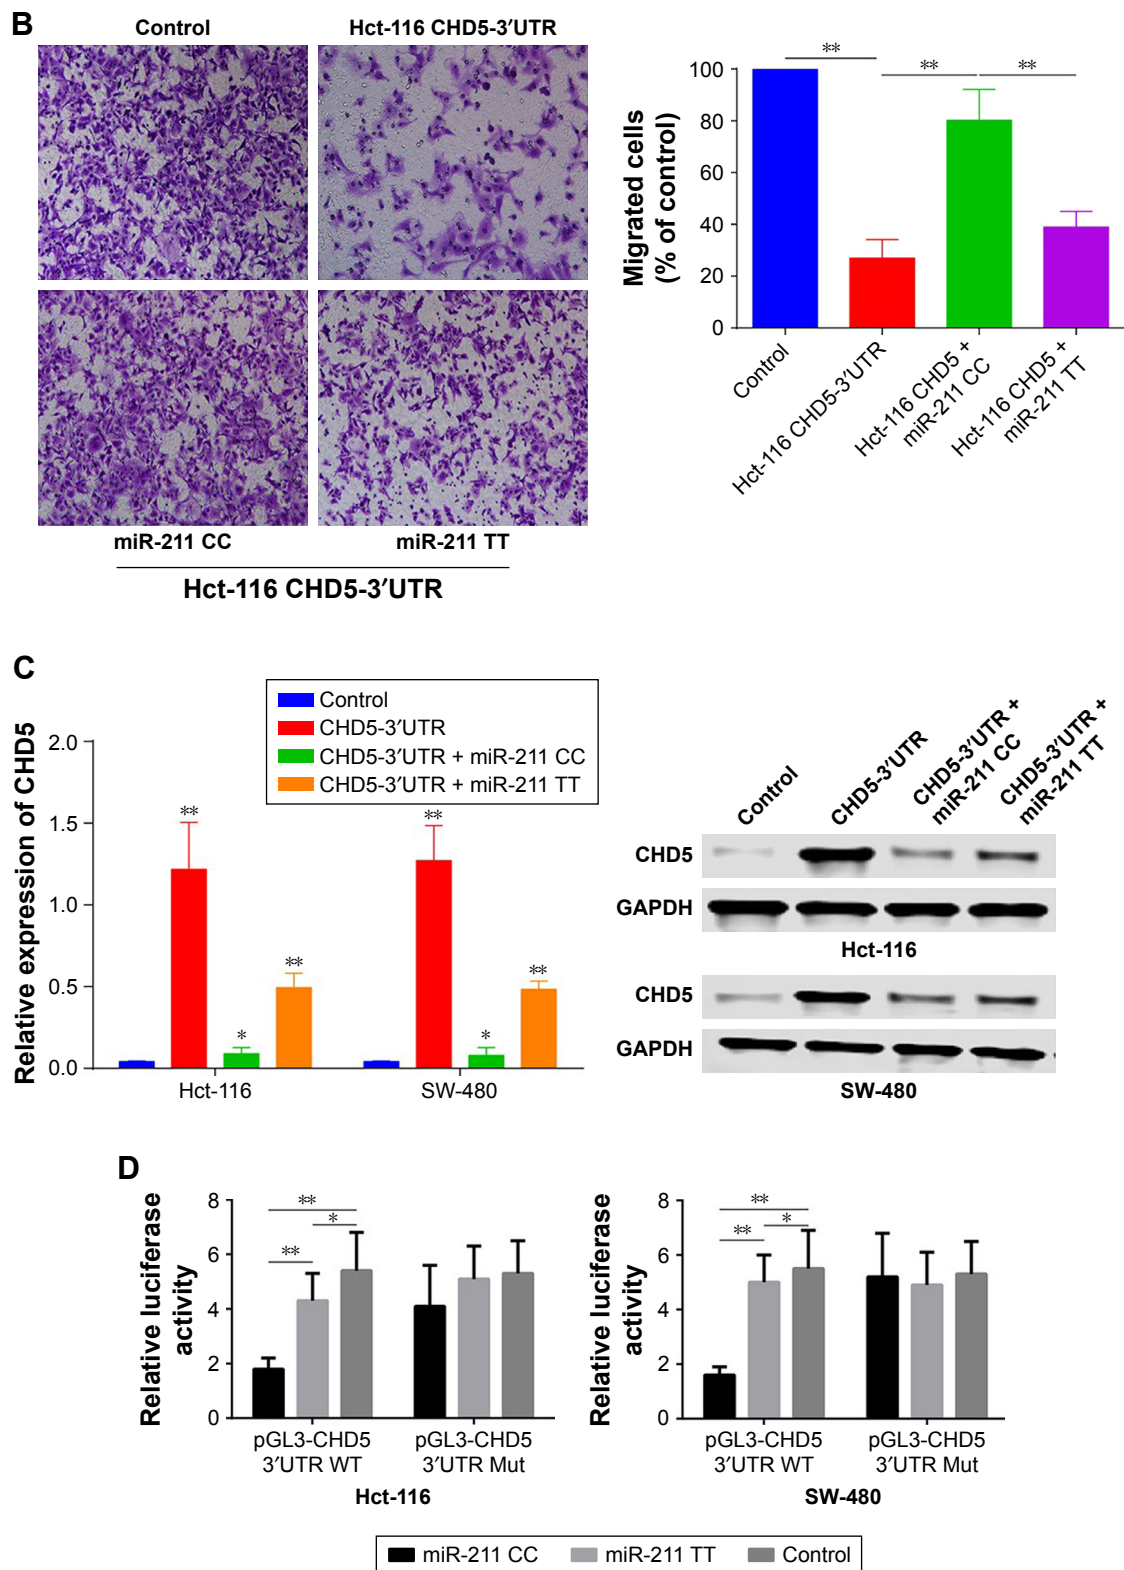 B
Control
Hct-116 CHD5-3′UTR
miR-211 CC
miR-211 TT
Hct-116 CHD5-3′UTR
Migrated cells
(% of control)
100
80
60
40
20
0
**
**
**
Control
Hct-116 CHD5-3′UTR
Hct-116 CHD5 +
miR-211 CC
Hct-116 CHD5 +
miR-211 TT
C
Control
CHD5-3′UTR
CHD5-3′UTR + miR-211 CC
CHD5-3′UTR + miR-211 TT
Relative expression of CHD5
2.0
1.5
1.0
0.5
0.0
**
*
**
**
*
**
Hct-116
SW-480
Control
CHD5-3′UTR
CHD5-3′UTR +
miR-211 CC
CHD5-3′UTR +
miR-211 TT
CHD5
GAPDH
Hct-116
CHD5
GAPDH
SW-480
D
Relative luciferase
activity
8
6
4
2
0
**
*
**
pGL3-CHD5
3′UTR WT
pGL3-CHD5
3′UTR Mut
Hct-116
Relative luciferase
activity
8
6
4
2
0
**
*
**
pGL3-CHD5
3′UTR WT
pGL3-CHD5
3′UTR Mut
SW-480
miR-211 CC
miR-211 TT
Control